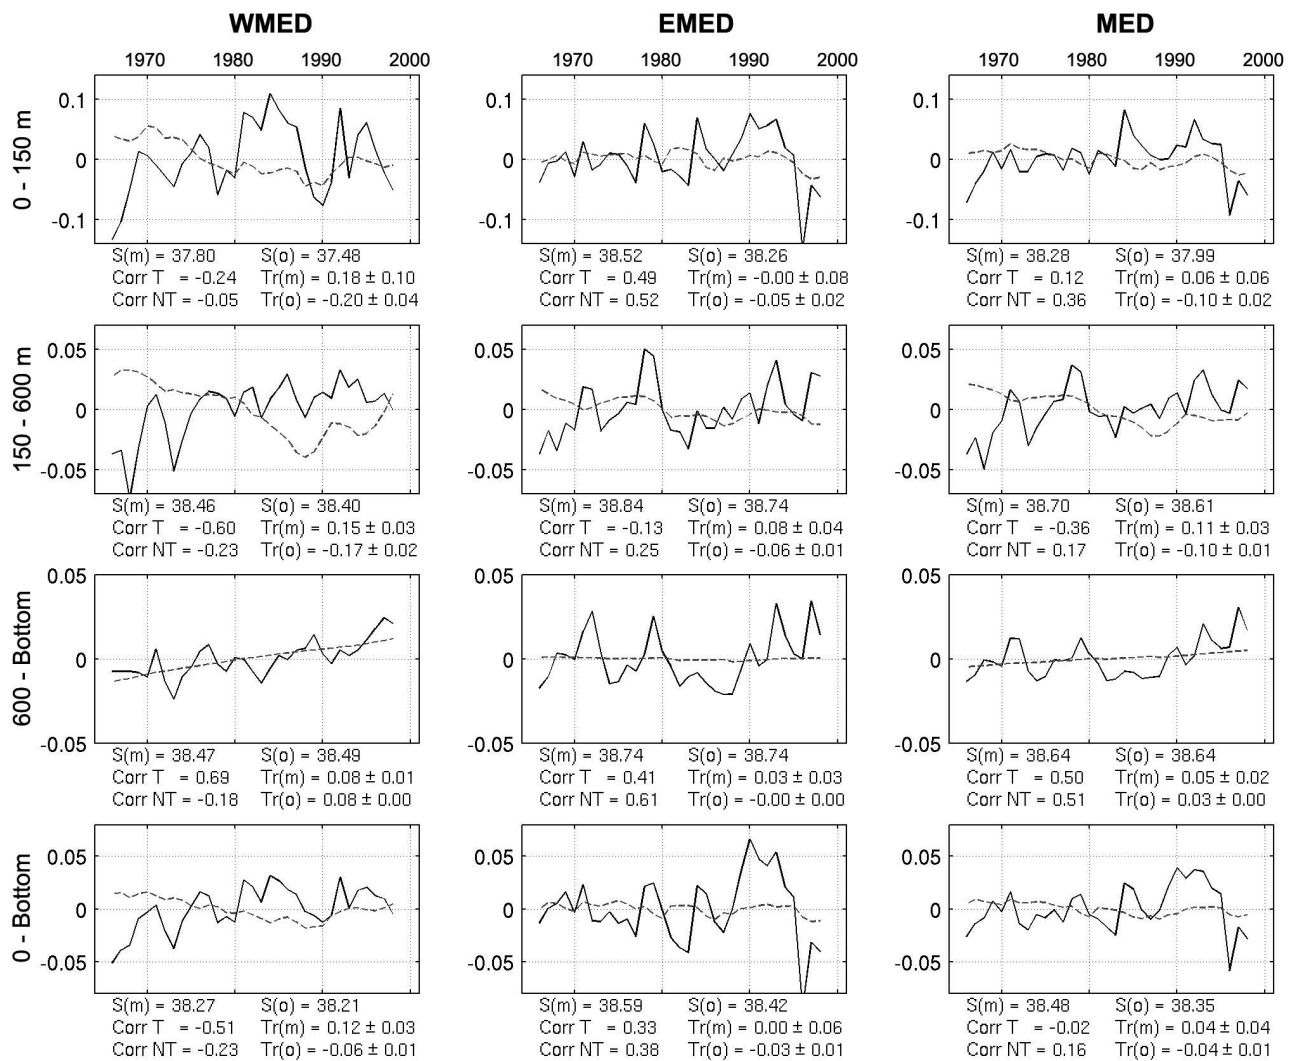 WMED EMED MED
1970 1980 1990 2000 1970 1980 1990 2000 1970 1980 1990 2000
0 - 150 m
0.1 0.1 0.1
0 0 0
-0.1 -0.1 -0.1
S(m) = 37.80 S(o) = 37.48 S(m) = 38.52 S(o) = 38.26 S(m) = 38.28 S(o) = 37.99
Corr T = -0.24 Tr(m) = 0.18 ± 0.10 Corr T = 0.49 Tr(m) = -0.00 ± 0.08 Corr T = 0.12 Tr(m) = 0.06 ± 0.06
Corr NT = -0.05 Tr(o) = -0.20 ± 0.04 Corr NT = 0.52 Tr(o) = -0.05 ± 0.02 Corr NT = 0.36 Tr(o) = -0.10 ± 0.02
150 - 600 m
0.05 0.05 0.05
0 0 0
-0.05 -0.05 -0.05
S(m) = 38.46 S(o) = 38.40 S(m) = 38.84 S(o) = 38.74 S(m) = 38.70 S(o) = 38.61
Corr T = -0.60 Tr(m) = 0.15 ± 0.03 Corr T = -0.13 Tr(m) = 0.08 ± 0.04 Corr T = -0.36 Tr(m) = 0.11 ± 0.03
Corr NT = -0.23 Tr(o) = -0.17 ± 0.02 Corr NT = 0.25 Tr(o) = -0.06 ± 0.01 Corr NT = 0.17 Tr(o) = -0.10 ± 0.01
600 - Bottom
0.05 0.05 0.05
0 0 0
-0.05 -0.05 -0.05
S(m) = 38.47 S(o) = 38.49 S(m) = 38.74 S(o) = 38.74 S(m) = 38.64 S(o) = 38.64
Corr T = 0.69 Tr(m) = 0.08 ± 0.01 Corr T = 0.41 Tr(m) = 0.03 ± 0.03 Corr T = 0.50 Tr(m) = 0.05 ± 0.02
Corr NT = -0.18 Tr(o) = 0.08 ± 0.00 Corr NT = 0.61 Tr(o) = -0.00 ± 0.00 Corr NT = 0.51 Tr(o) = 0.03 ± 0.00
0 - Bottom
0.05 0.05 0.05
0 0 0
-0.05 -0.05 -0.05
S(m) = 38.27 S(o) = 38.21 S(m) = 38.59 S(o) = 38.42 S(m) = 38.48 S(o) = 38.35
Corr T = -0.51 Tr(m) = 0.12 ± 0.03 Corr T = 0.33 Tr(m) = 0.00 ± 0.06 Corr T = -0.02 Tr(m) = 0.04 ± 0.04
Corr NT = -0.23 Tr(o) = -0.06 ± 0.01 Corr NT = 0.38 Tr(o) = -0.03 ± 0.01 Corr NT = 0.16 Tr(o) = -0.04 ± 0.01